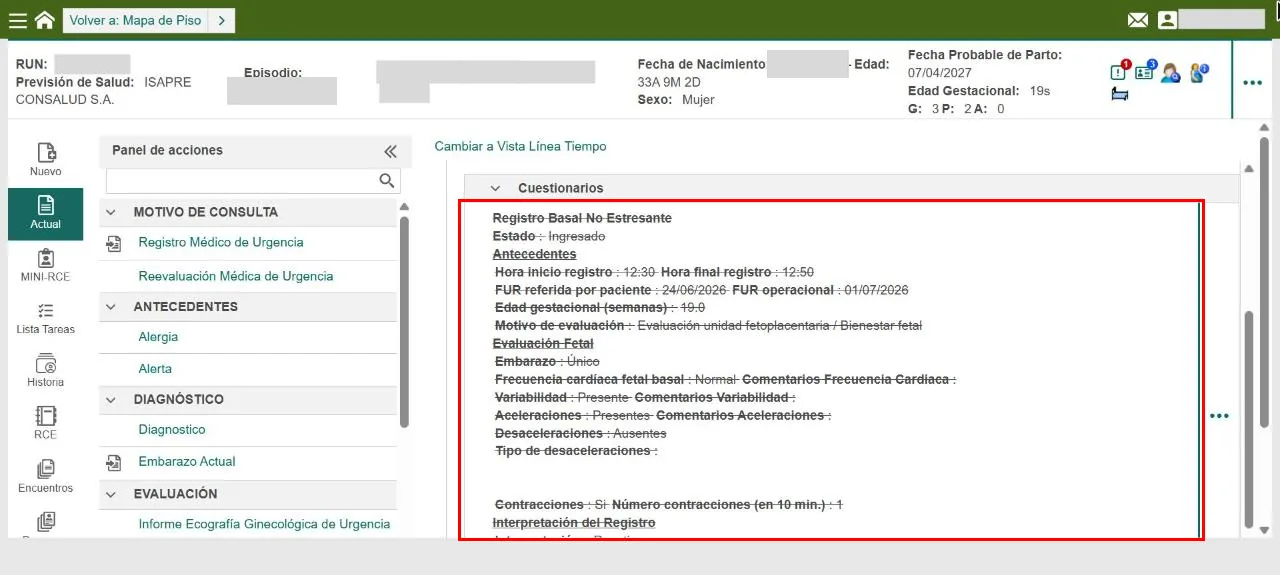 Volver a: Mapa de Piso
RUN:
Previsión de Salud: ISAPRE
CONSALUD S.A.
Episodio:
Fecha de Nacimiento - Edad:
33A 9M 2D
Sexo: Mujer
Fecha Probable de Parto:
07/04/2027
Edad Gestacional: 19s
G: 3 P: 2 A: 0
1
3
Nuevo
Actual
MINI-RCE
Lista Tareas
Historia
RCE
Encuentros
Panel de acciones
MOTIVO DE CONSULTA
Registro Médico de Urgencia
Reevaluación Médica de Urgencia
ANTECEDENTES
Alergia
Alerta
DIAGNÓSTICO
Diagnostico
Embarazo Actual
EVALUACIÓN
Informe Ecografía Ginecológica de Urgencia
Cambiar a Vista Línea Tiempo
Cuestionarios
Registro Basal No Estresante
Estado : Ingresado
Antecedentes
Hora inicio registro : 12:30 Hora final registro : 12:50
FUR referida por paciente : 24/06/2026 FUR operacional : 01/07/2026
Edad gestacional (semanas) : 19.0
Motivo de evaluación : Evaluación unidad fetoplacentaria / Bienestar fetal
Evaluación Fetal
Embarazo : Único
Frecuencia cardíaca fetal basal : Normal Comentarios Frecuencia Cardiaca :
Variabilidad : Presente Comentarios Variabilidad :
Aceleraciones : Presentes Comentarios Aceleraciones :
Desaceleraciones : Ausentes
Tipo de desaceleraciones :
Contracciones : Si Número contracciones (en 10 min.) : 1
Interpretación del Registro